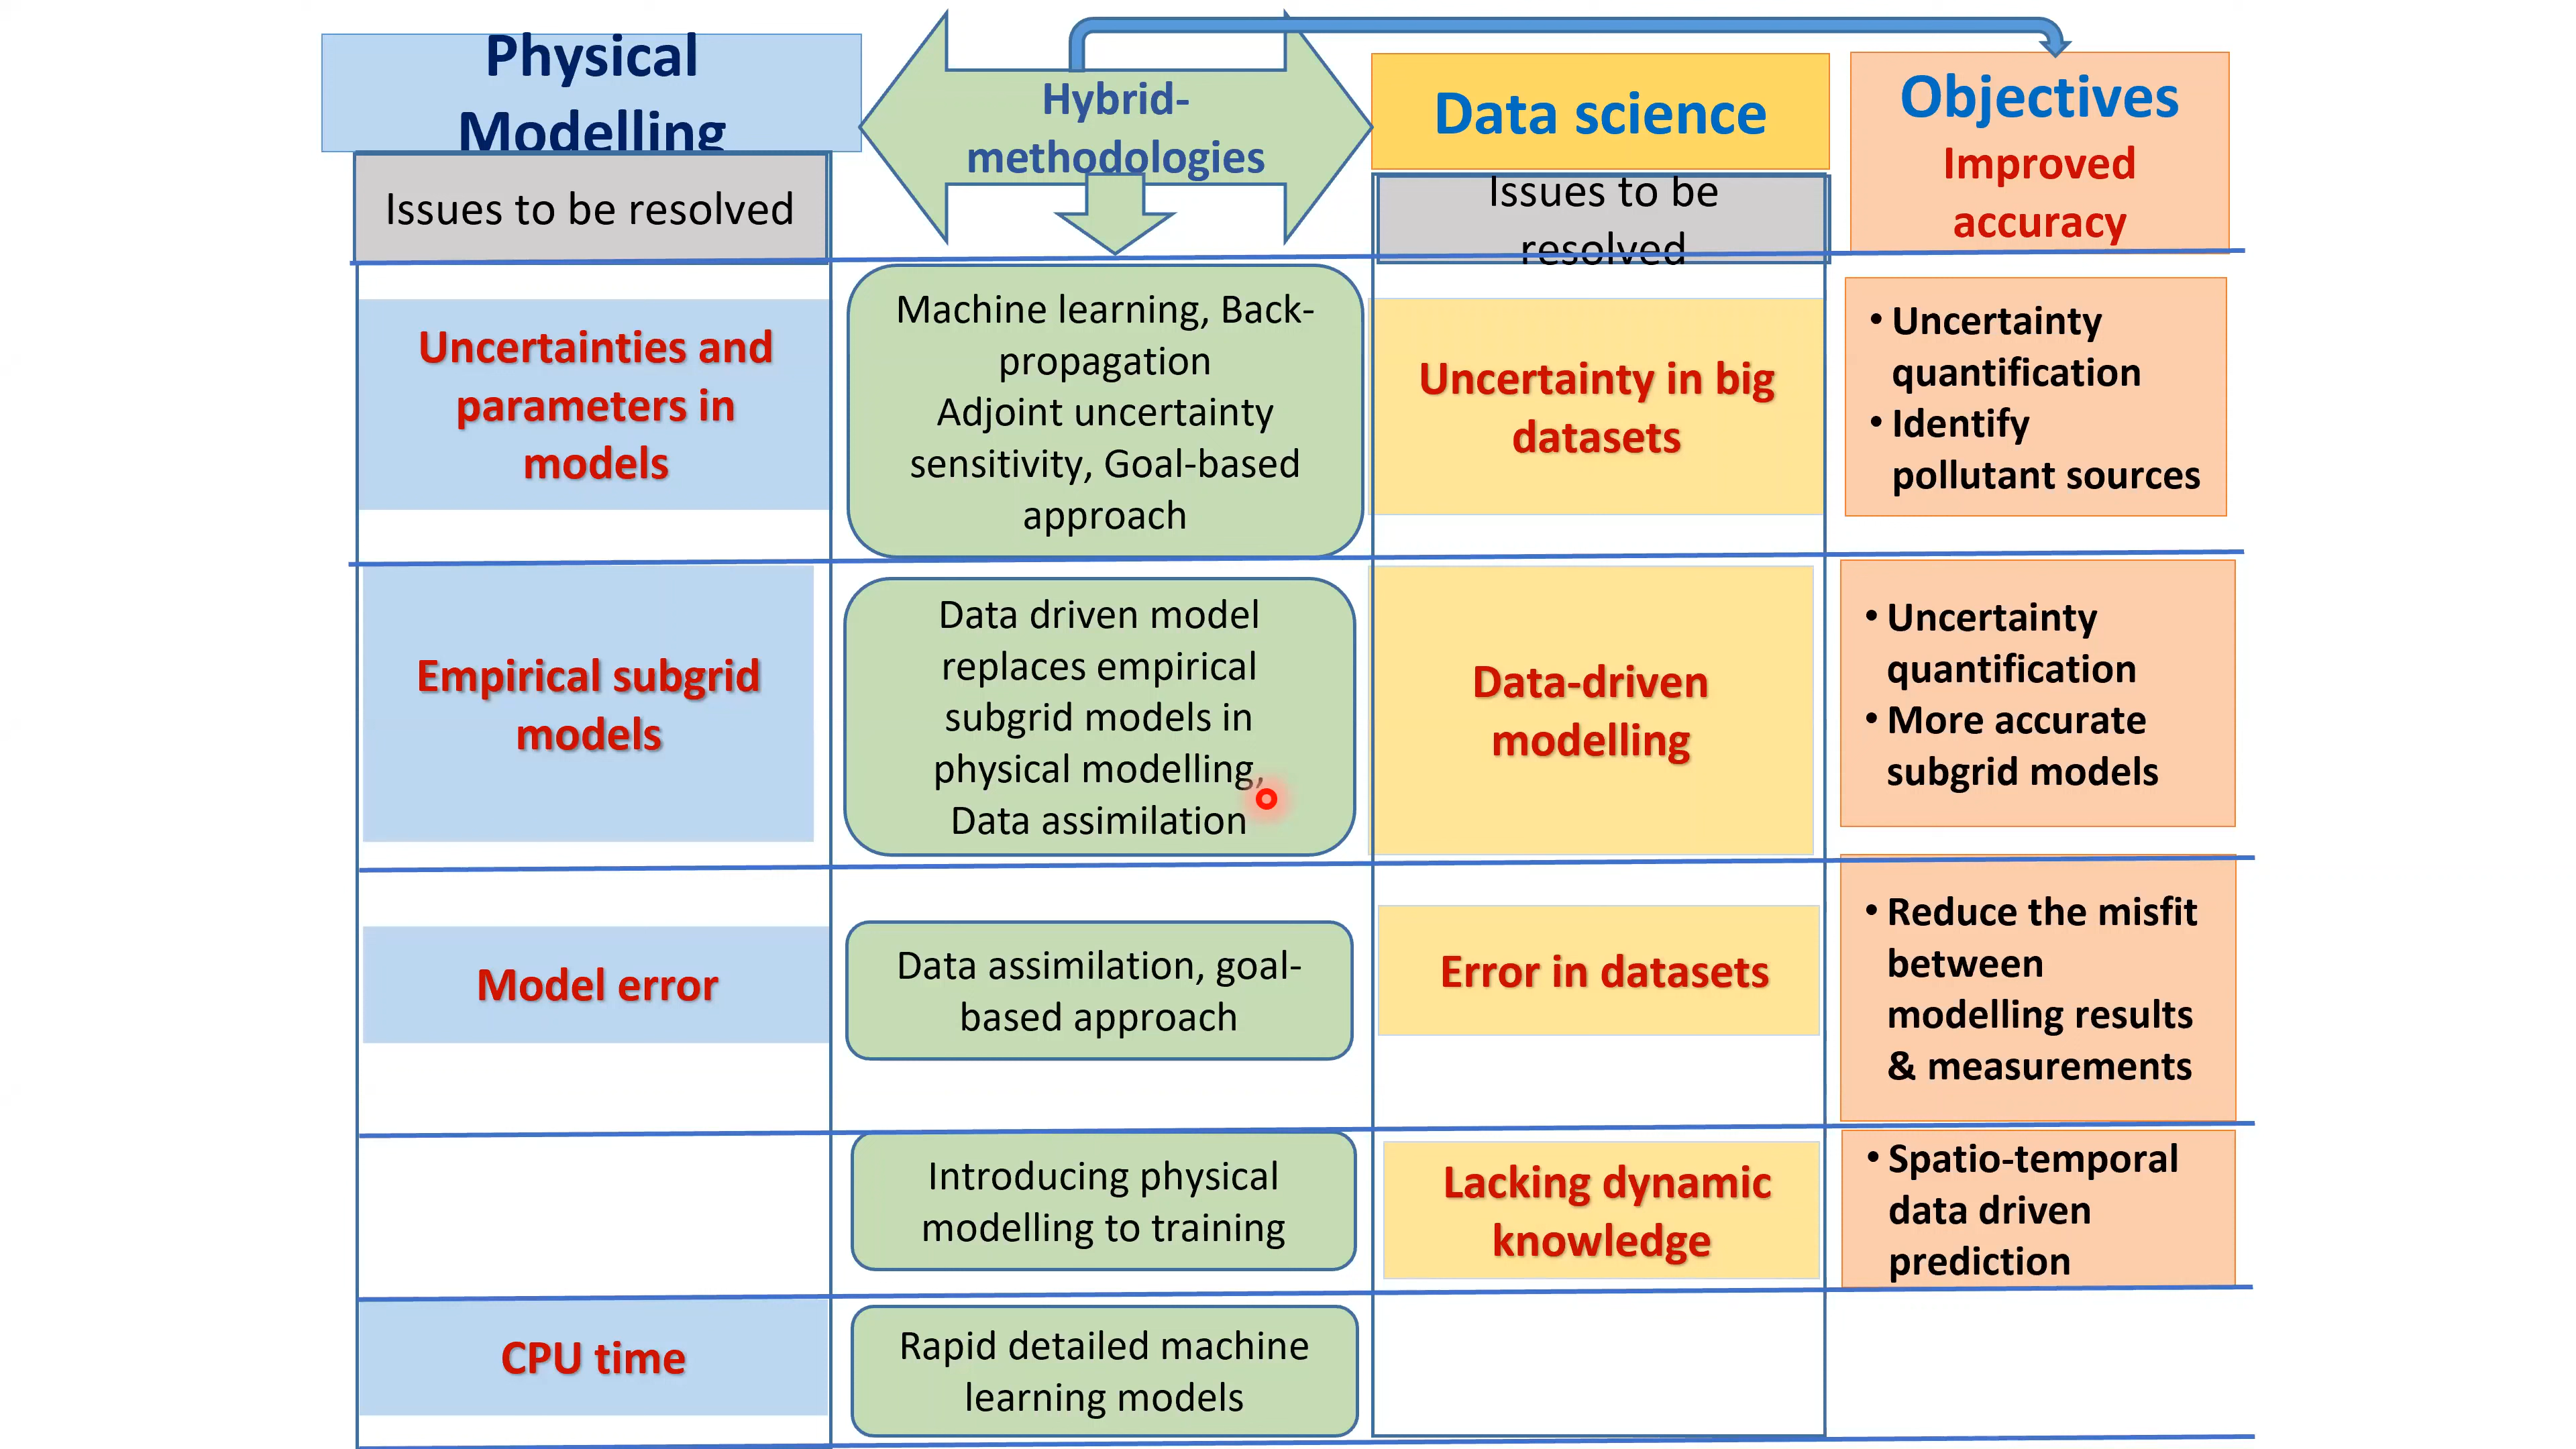 Physical
Modelling
Hybrid-
methodologies
Data science
Objectives
Improved
accuracy
Issues to be resolved
Issues to be
resolved
Uncertainties and
parameters in
models
Machine learning, Back-
propagation
Adjoint uncertainty
sensitivity, Goal-based
approach
Uncertainty in big
datasets
• Uncertainty
quantification
• Identify
pollutant sources
Empirical subgrid
models
Data driven model
replaces empirical
subgrid models in
physical modelling,
Data assimilation
Data-driven
modelling
• Uncertainty
quantification
• More accurate
subgrid models
Model error
Data assimilation, goal-
based approach
Error in datasets
• Reduce the misfit
between
modelling results
& measurements
Introducing physical
modelling to training
Lacking dynamic
knowledge
• Spatio-temporal
data driven
prediction
CPU time
Rapid detailed machine
learning models